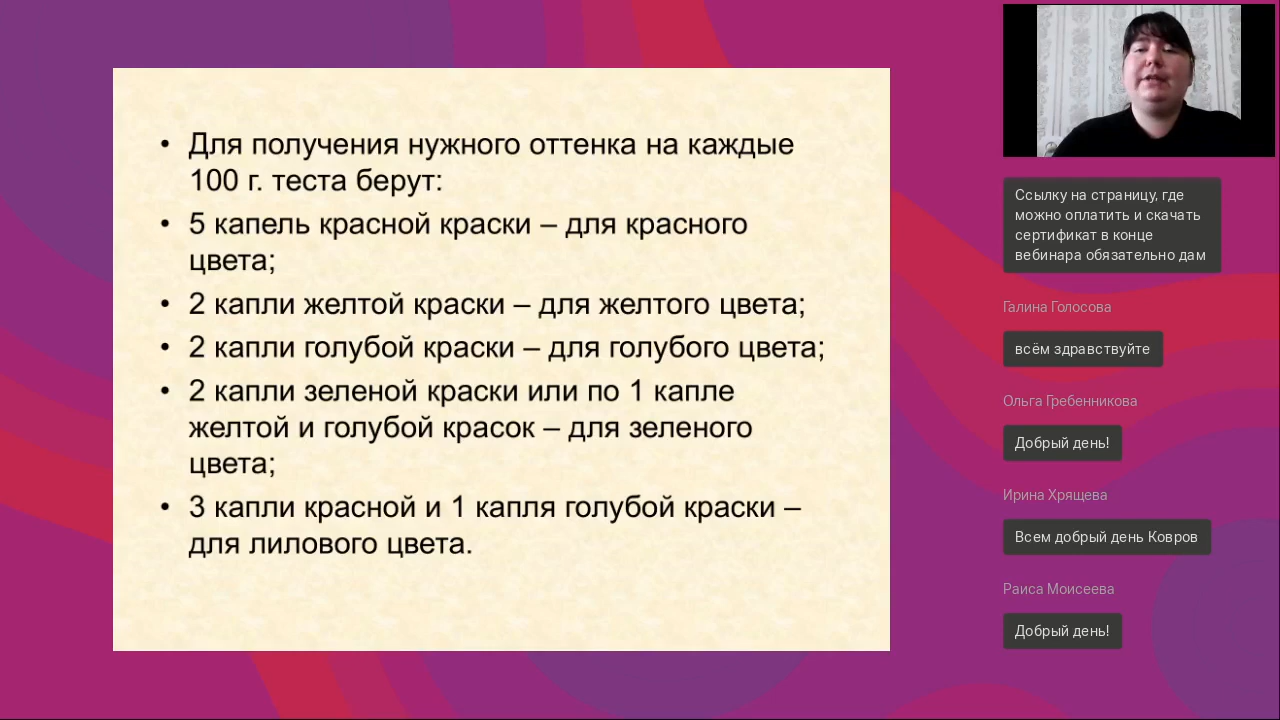 • Для получения нужного оттенка на каждые
100 г. теста берут:
• 5 капель красной краски – для красного
цвета;
• 2 капли желтой краски – для желтого цвета;
• 2 капли голубой краски – для голубого цвета;
• 2 капли зеленой краски или по 1 капле
желтой и голубой красок – для зеленого
цвета;
• 3 капли красной и 1 капля голубой краски –
для лилового цвета.
Ссылку на страницу, где
можно оплатить и скачать
сертификат в конце
вебинара обязательно дам
Галина Голосова
всём здравствуйте
Ольга Гребенникова
Добрый день!
Ирина Хрящева
Всем добрый день Ковров
Раиса Моисеева
Добрый день!